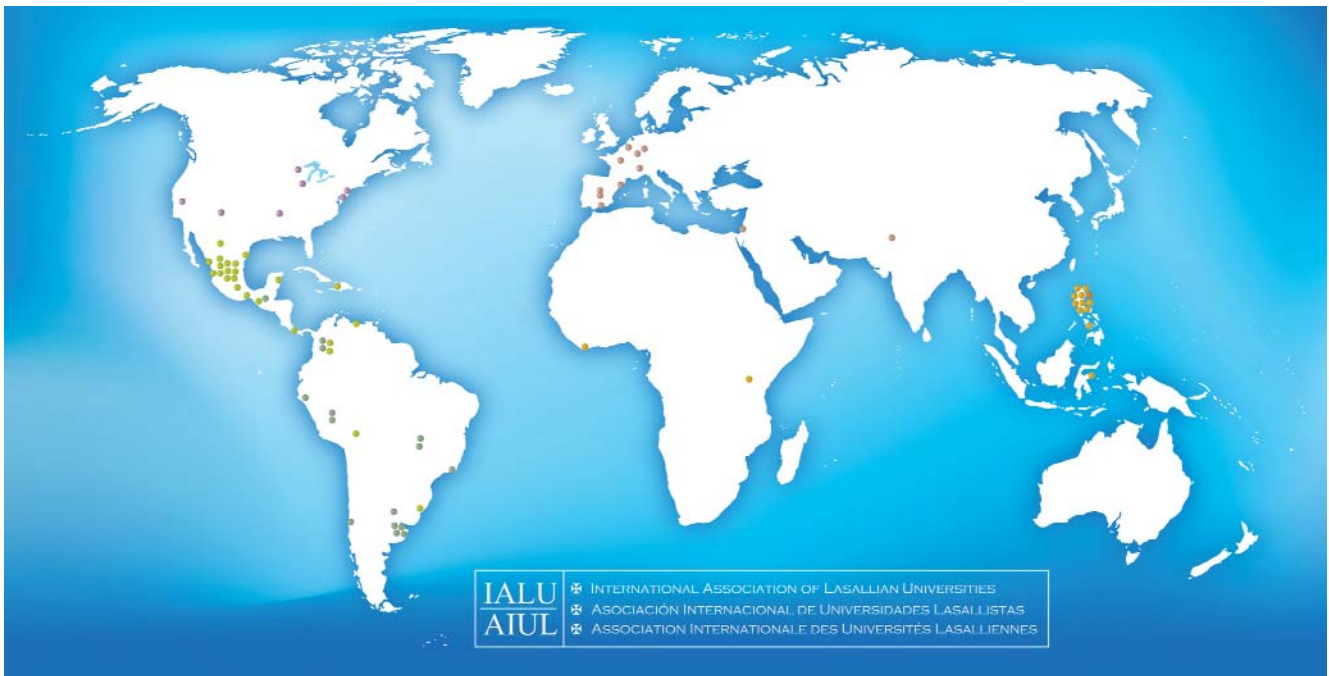 IALU
AIUL
✠ International Association of Lasallian Universities
✠ Asociación Internacional de Universidades Lasallistas
✠ Association Internationale des Universités Lasalliennes